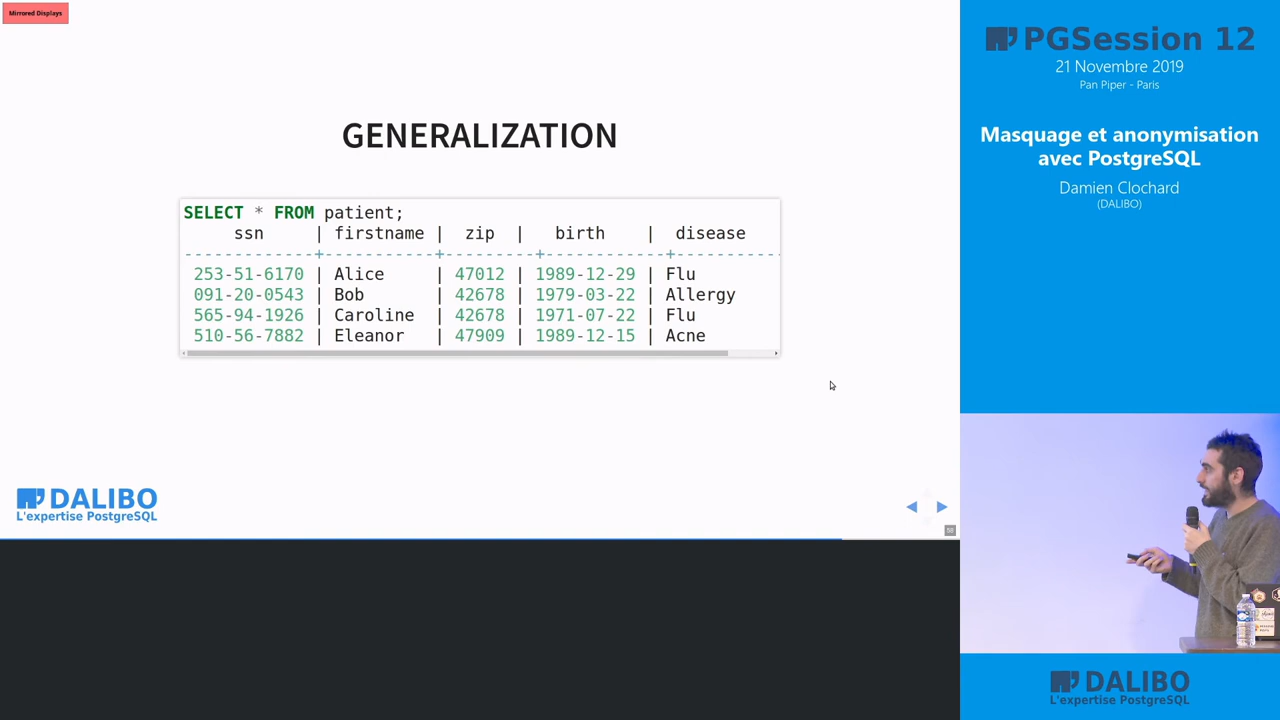 Mirrored Displays
GENERALIZATION
SELECT * FROM patient;
ssn | firstname | zip | birth | disease
-------------+-----------+---------+-----------+-----------
253-51-6170 | Alice | 47012 | 1989-12-29 | Flu
091-20-0543 | Bob | 42678 | 1979-03-22 | Allergy
565-94-1926 | Caroline | 42678 | 1971-07-22 | Flu
510-56-7882 | Eleanor | 47909 | 1989-12-15 | Acne
DALIBO
L'expertise PostgreSQL
PGSession 12
21 Novembre 2019
Pan Piper - Paris
Masquage et anonymisation
avec PostgreSQL
Damien Clochard
(DALIBO)
DALIBO
L'expertise PostgreSQL